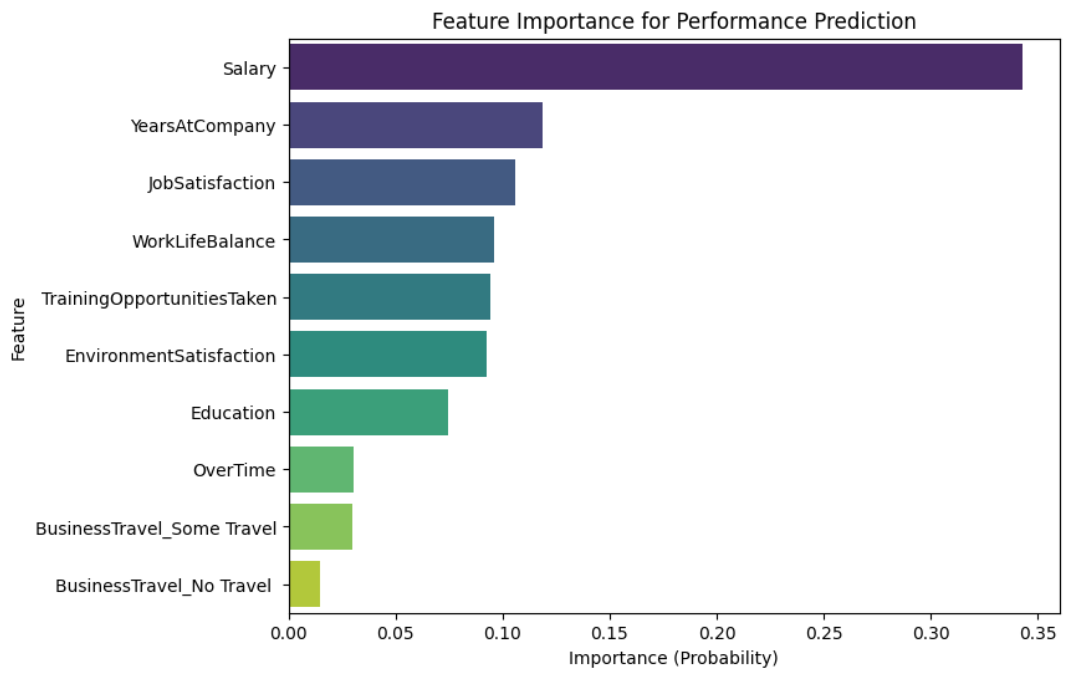 Feature Importance for Performance Prediction
Feature
Salary
YearsAtCompany
JobSatisfaction
WorkLifeBalance
TrainingOpportunitiesTaken
EnvironmentSatisfaction
Education
OverTime
BusinessTravel_Some Travel
BusinessTravel_No Travel
0.00 0.05 0.10 0.15 0.20 0.25 0.30 0.35
Importance (Probability)